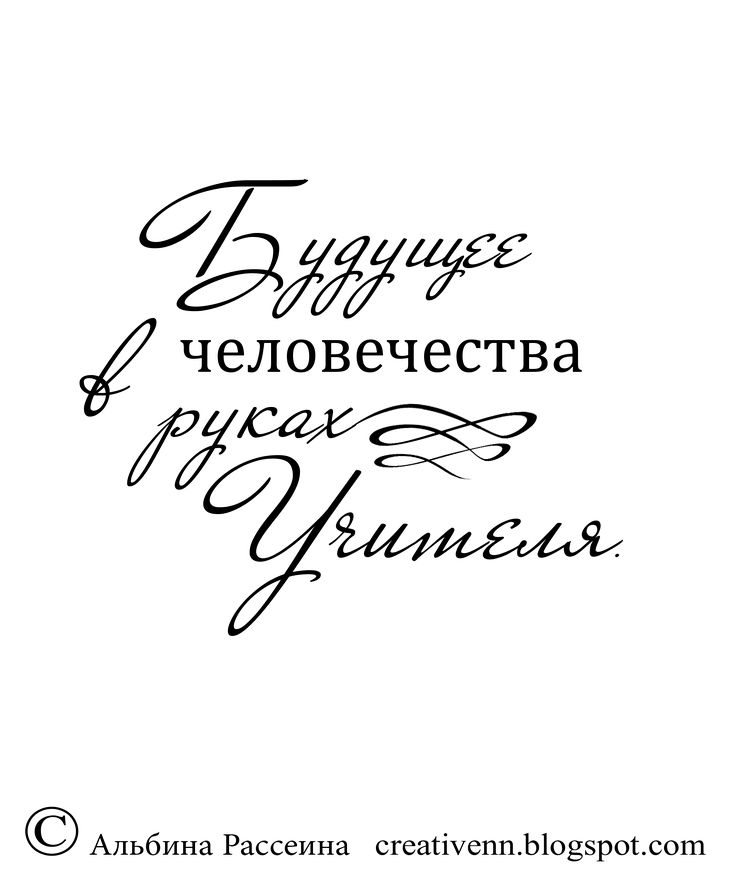 Будущее
человечества
в руках
Учителя.
© Альбина Рассеина creativenn.blogspot.com